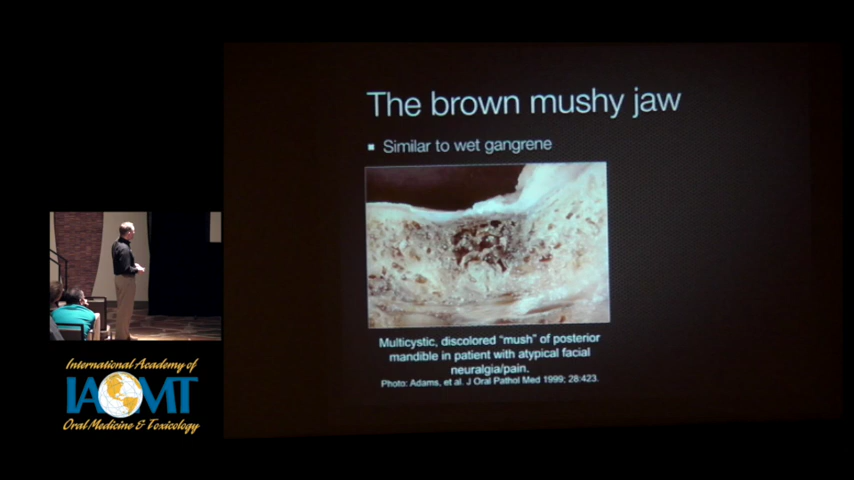 The brown mushy jaw
▪ Similar to wet gangrene
Multicystic, discolored “mush” of posterior
mandible in patient with atypical facial
neuralgia/pain.
Photo: Adams, et al. J Oral Pathol Med 1999; 28:423.
International Academy of
IAOMT
Oral Medicine & Toxicology